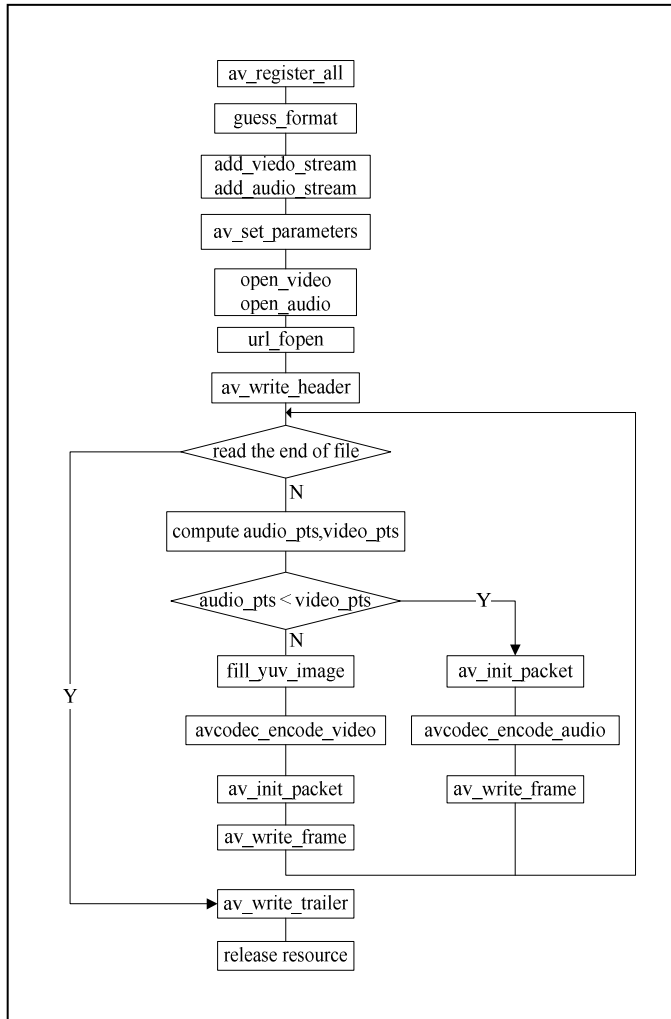 av_register_all
guess_format
add_viedo_stream
add_audio_stream
av_set_parameters
open_video
open_audio
url_fopen
av_write_header
read the end of file
N
compute audio_pts,video_pts
audio_pts < video_pts
Y
N
fill_yuv_image
av_init_packet
Y
avcodec_encode_video
avcodec_encode_audio
av_init_packet
av_write_frame
av_write_frame
av_write_trailer
release resource